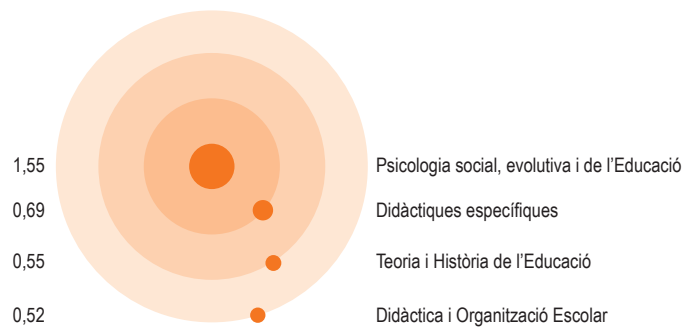 1,55 Psicologia social, evolutiva i de l’Educació
0,69 Didàctiques específiques
0,55 Teoria i Història de l’Educació
0,52 Didàctica i Organització Escolar